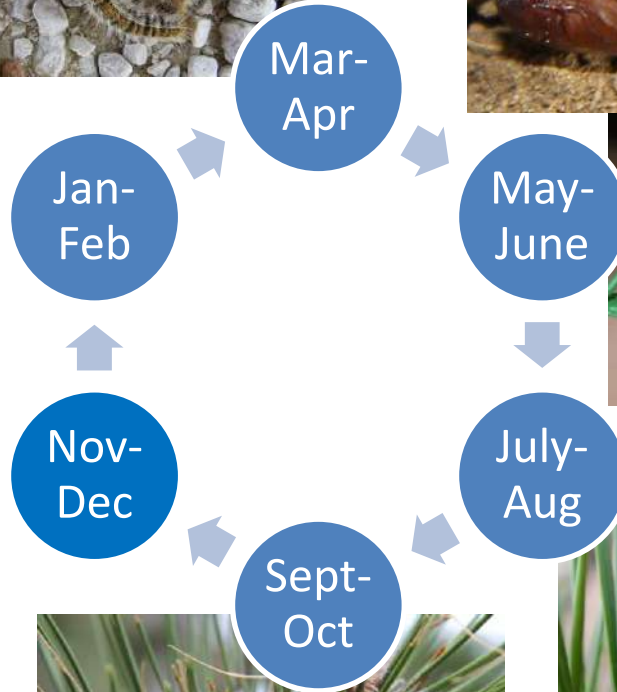 Mar-
Apr
May-
June
July-
Aug
Sept-
Oct
Nov-
Dec
Jan-
Feb